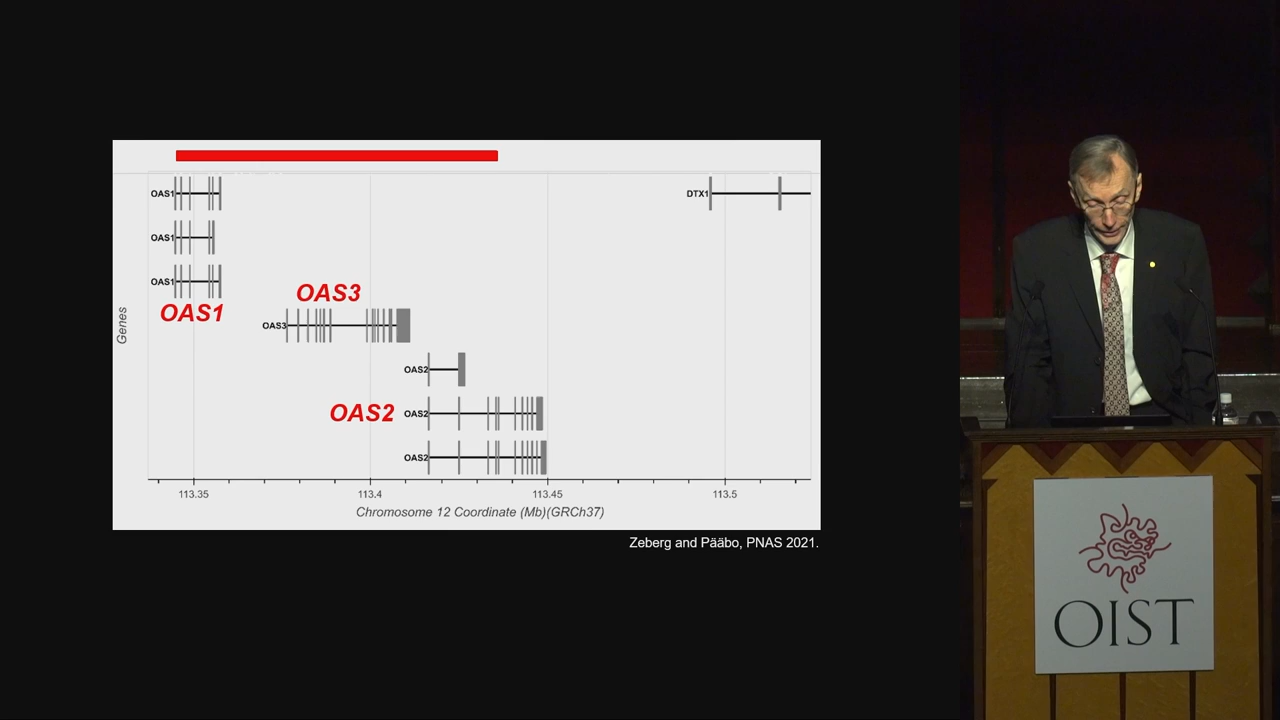 OAS1
DTX1
OAS1
OAS1
OAS3
OAS1
OAS3
OAS2
OAS2
OAS2
OAS2
Genes
113.35
113.4
113.45
113.5
Chromosome 12 Coordinate (Mb)(GRCh37)
Zeberg and Pääbo, PNAS 2021.
OIST